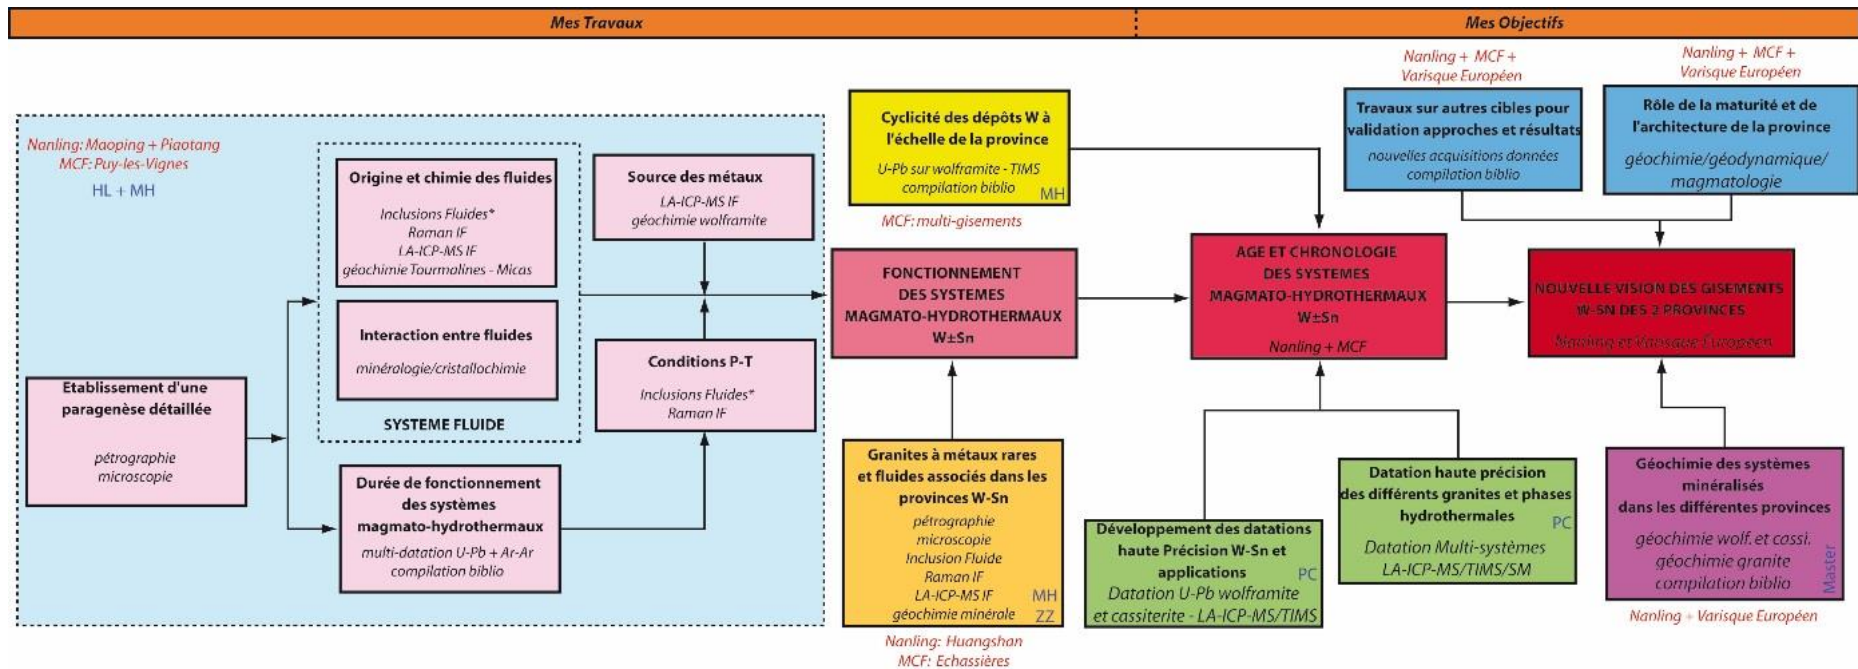 Mes Travaux
Mes Objectifs
Nanling: Maoping + Piaotang
MCF: Puy-les-Vignes
HL + MH
Etablissement d'une
paragenèse détaillée
pétrographie
microscopie
Origine et chimie des fluides
Inclusions Fluides*
Raman IF
LA-ICP-MS IF
géochimie Tourmalines - Micas
Interaction entre fluides
minéralogie/cristallochimie
SYSTEME FLUIDE
Durée de fonctionnement
des systèmes
magmato-hydrothermaux
multi-datation U-Pb + Ar-Ar
compilation biblio
Source des métaux
LA-ICP-MS IF
géochimie wolframite
Conditions P-T
Inclusions Fluides*
Raman IF
Cyclicité des dépôts W à
l'échelle de la province
U-Pb sur wolframite - TIMS
compilation biblio
MH
MCF: multi-gisements
FONCTIONNEMENT
DES SYSTEMES
MAGMATO-HYDROTHERMAUX
W±Sn
Granites à métaux rares
et fluides associés dans les
provinces W-Sn
pétrographie
microscopie
Inclusion Fluide
Raman IF
LA-ICP-MS IF
MH
géochimie minérale
ZZ
Nanling: Huangshan
MCF: Echassières
AGE ET CHRONOLOGIE
DES SYSTEMES
MAGMATO-HYDROTHERMAUX
W±Sn
Nanling + MCF
Développement des datations
haute Précision W-Sn et
applications
PC
Datation U-Pb wolframite
et cassiterite - LA-ICP-MS/TIMS
Datation haute précision
des différents granites et phases
hydrothermales
PC
Datation Multi-systèmes
LA-ICP-MS/TIMS/SM
Nanling + MCF +
Varisque Européen
Travaux sur autres cibles pour
validation approches et résultats
nouvelles acquisitions données
compilation biblio
Nanling + MCF +
Varisque Européen
Rôle de la maturité et de
l'architecture de la province
géochimie/géodynamique/
magmatologie
NOUVELLE VISION DES GISEMENTS
W-SN DES 2 PROVINCES
Nanling et Varisque Européen
Géochimie des systèmes
minéralisés
dans les différentes provinces
géochimie wolf. et cassi.
géochimie granite
compilation biblio
Master
Nanling + Varisque Européen